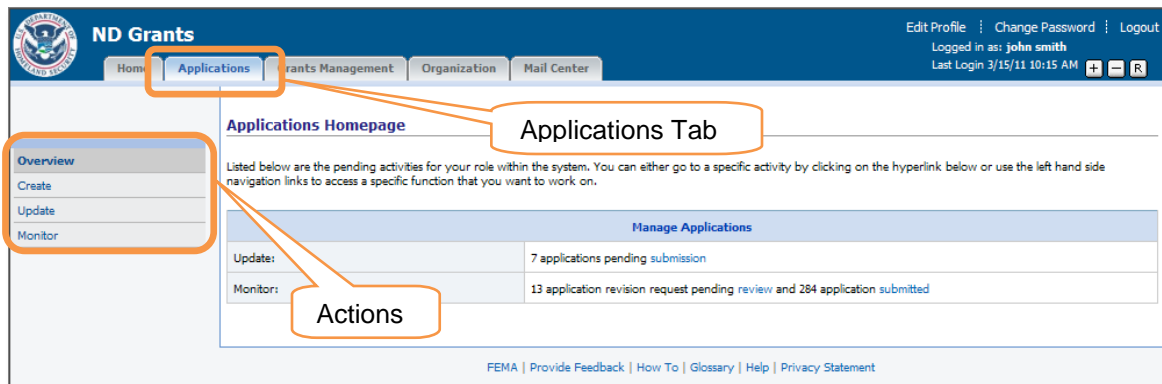 U.S. DEPARTMENT OF HOMELAND SECURITY
ND Grants
Edit Profile | Change Password | Logout
Logged in as: john smith
Last Login 3/15/11 10:15 AM + - R
Home Applications Grants Management Organization Mail Center
Applications Homepage
Applications Tab
Overview
Create
Update
Monitor
Listed below are the pending activities for your role within the system. You can either go to a specific activity by clicking on the hyperlink below or use the left hand side
navigation links to access a specific function that you want to work on.
Manage Applications
Update: 7 applications pending submission
Monitor: 13 application revision request pending review and 284 application submitted
Actions
FEMA | Provide Feedback | How To | Glossary | Help | Privacy Statement